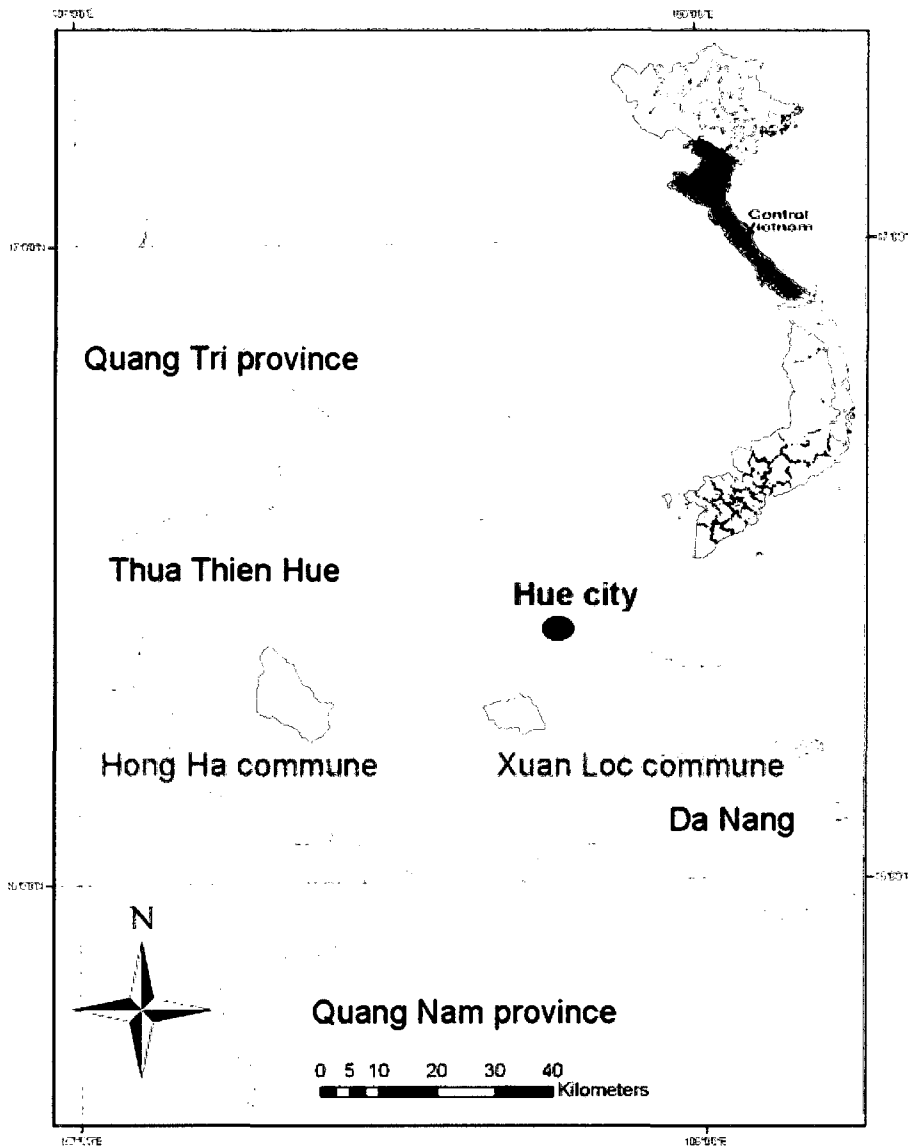 Central
Vietnam
Quang Tri province
Thua Thien Hue
Hue city
Hong Ha commune
Xuan Loc commune
Da Nang
N
Quang Nam province
0 5 10 20 30 40
Kilometers